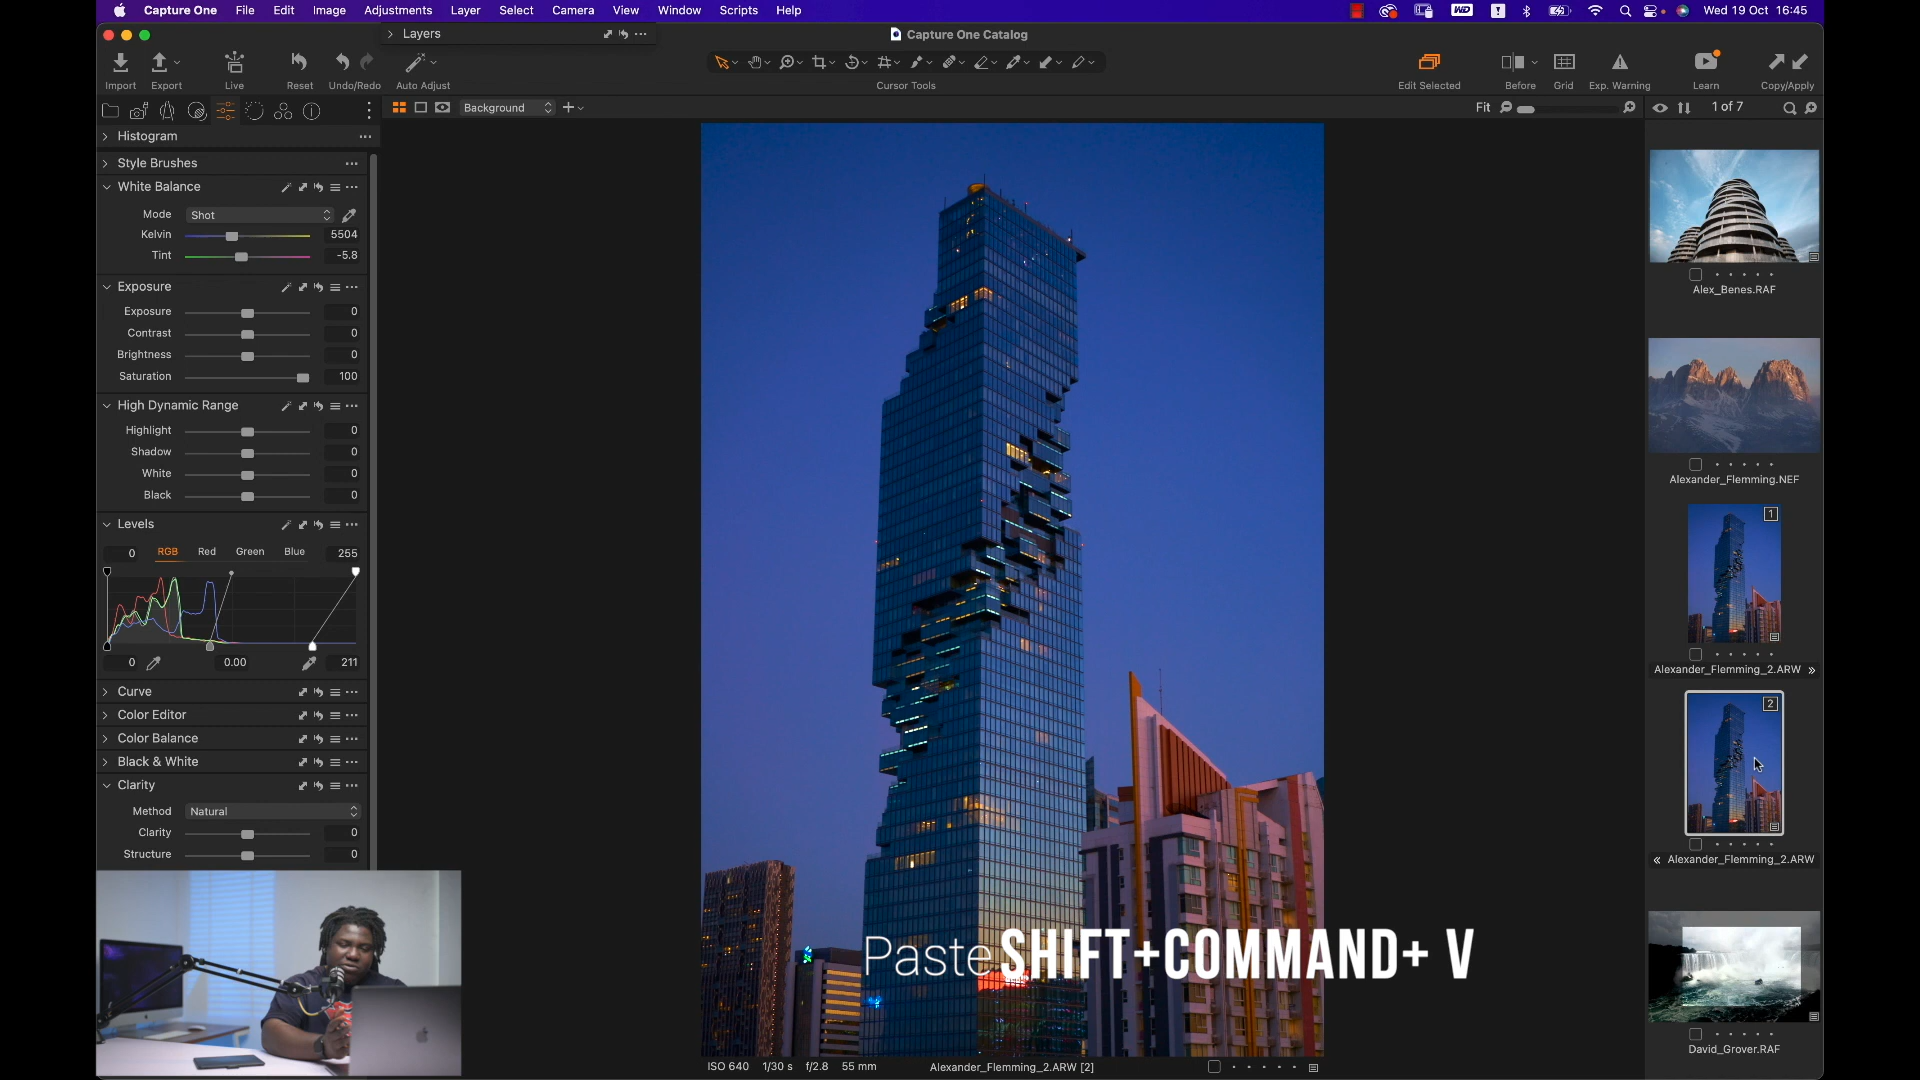 Capture One File Edit Image Adjustments Layer Select Camera View Window Scripts Help Wed 19 Oct 16:45
Layers
Capture One Catalog
Import Export Live Reset Undo/Redo Auto Adjust Cursor Tools Edit Selected Before Grid Exp. Warning Learn Copy/Apply
Background
Fit
1 of 7
Histogram
Style Brushes
White Balance
Mode Shot
Kelvin 5504
Tint -5.8
Exposure
Exposure 0
Contrast 0
Brightness 0
Saturation 100
High Dynamic Range
Highlight 0
Shadow 0
White 0
Black 0
Levels
0 RGB Red Green Blue 255
0 0.00 211
Curve
Color Editor
Color Balance
Black & White
Clarity
Method Natural
Clarity 0
Structure 0
Paste SHIFT+COMMAND+ V
ISO 640 1/30 s f/2.8 55 mm Alexander_Flemming_2.ARW [2]
Alex_Benes.RAF
Alexander_Flemming.NEF
1
Alexander_Flemming_2.ARW »
2
« Alexander_Flemming_2.ARW
David_Grover.RAF